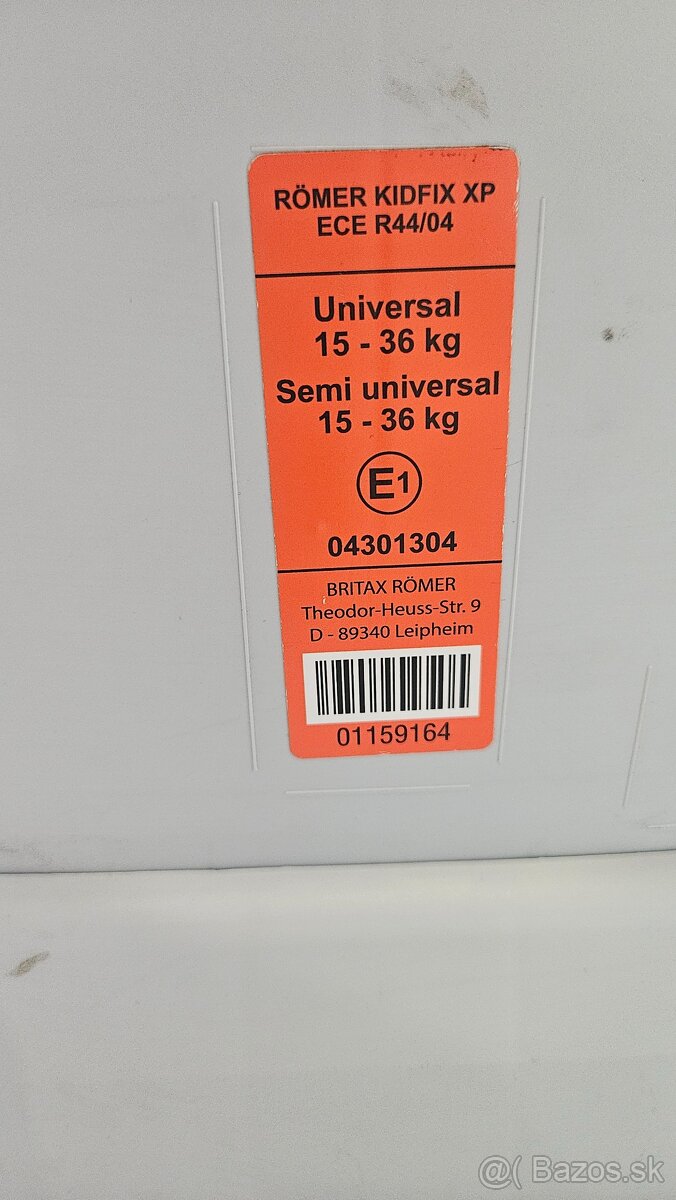 RÖMER KIDFIX XP
ECE R44/04
Universal
15 - 36 kg
Semi universal
15 - 36 kg
E1
04301304
BRITAX RÖMER
Theodor-Heuss-Str. 9
D - 89340 Leipheim
01159164
@( Bazos.sk